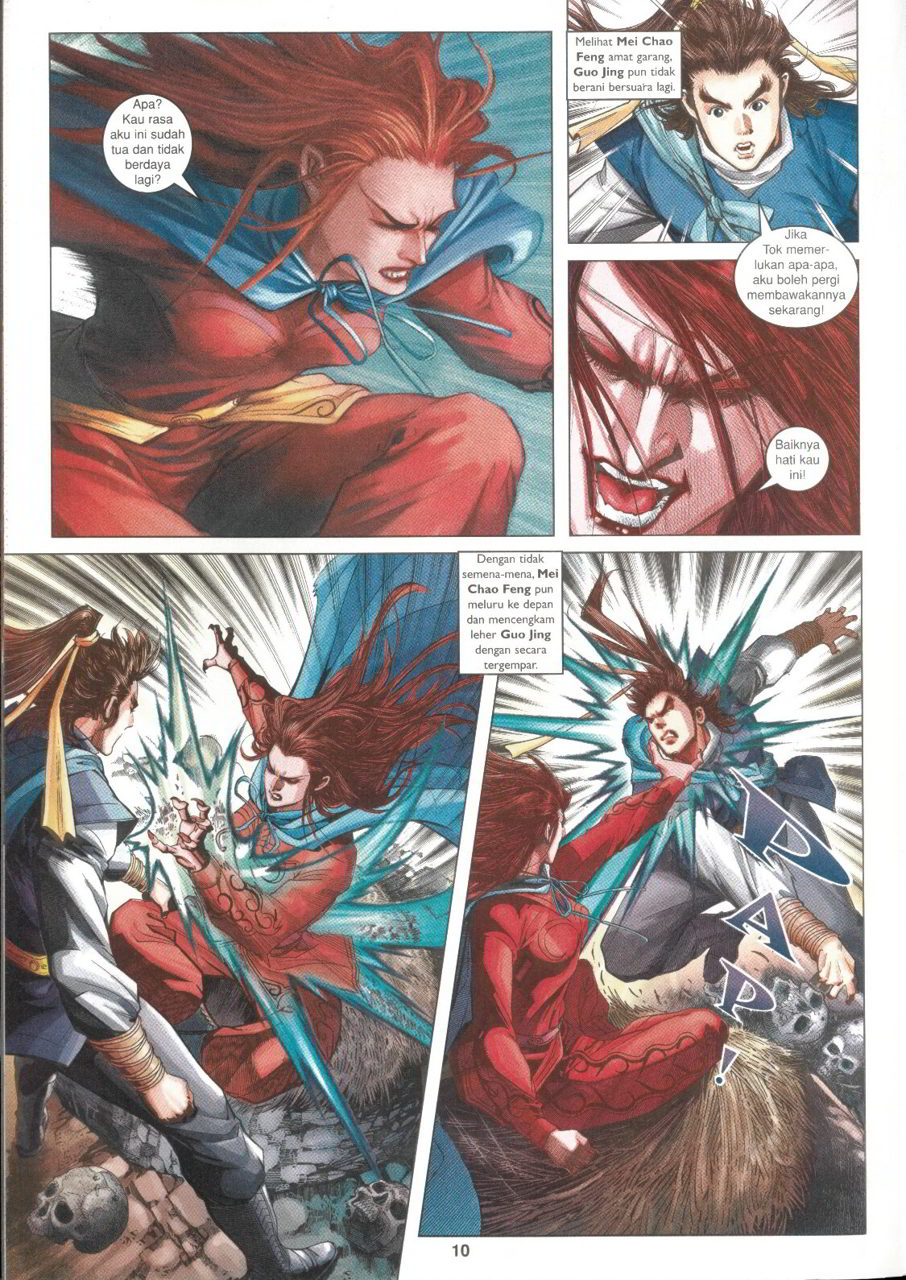 Apa?
Kau rasa
aku ini sudah
tua dan tidak
berdaya
lagi?
Melihat Mei Chao
Feng amat garang,
Guo Jing pun tidak
berani bersuara lagi.
Jika
Tok memer-
lukan apa-apa,
aku boleh pergi
membawakannya
sekarang!
Baiknya
hati kau
ini!
Dengan tidak
semena-mena, Mei
Chao Feng pun
meluru ke depan
dan mencengkam
leher Guo Jing
dengan secara
tergempar.
PAP!
10